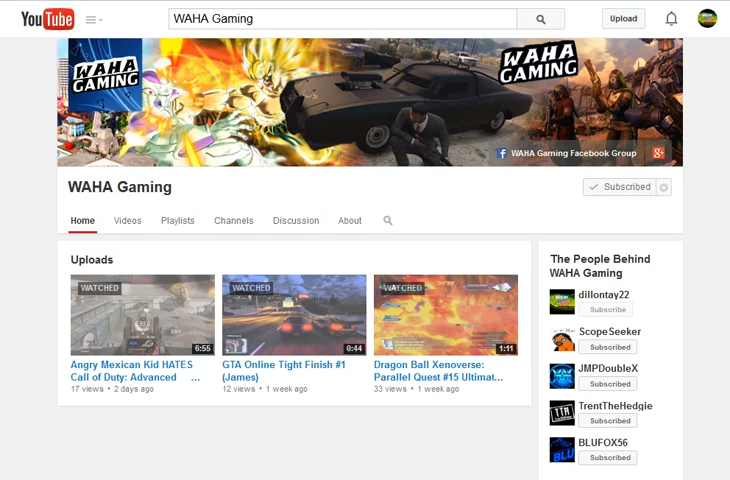 YouTube
WAHA Gaming
Upload
WAHA
GAMING
WAHA
GAMING
WAHA Gaming Facebook Group
g+
WAHA Gaming
Subscribed
Home Videos Playlists Channels Discussion About
Uploads
WATCHED
6:55
Angry Mexican Kid HATES
Call of Duty: Advanced ...
17 views • 2 days ago
WATCHED
0:44
GTA Online Tight Finish #1
(James)
12 views • 1 week ago
WATCHED
1:11
Dragon Ball Xenoverse:
Parallel Quest #15 Ultimat...
33 views • 1 week ago
The People Behind
WAHA Gaming
dillontay22
Subscribe
ScopeSeeker
Subscribed
JMPDoubleX
Subscribed
TTH
TrentTheHedgie
Subscribed
BLU
BLUFOX56
Subscribed